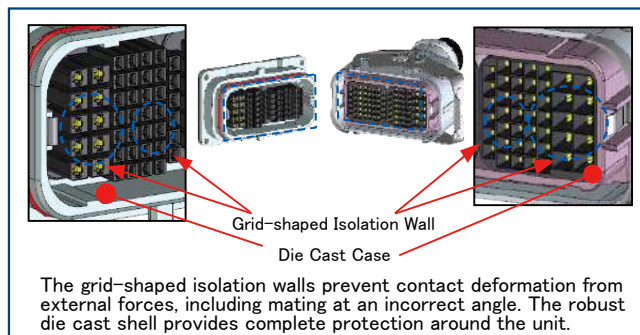 Grid-shaped Isolation Wall
Die Cast Case
The grid-shaped isolation walls prevent contact deformation from
external forces, including mating at an incorrect angle. The robust
die cast shell provides complete protection around the unit.